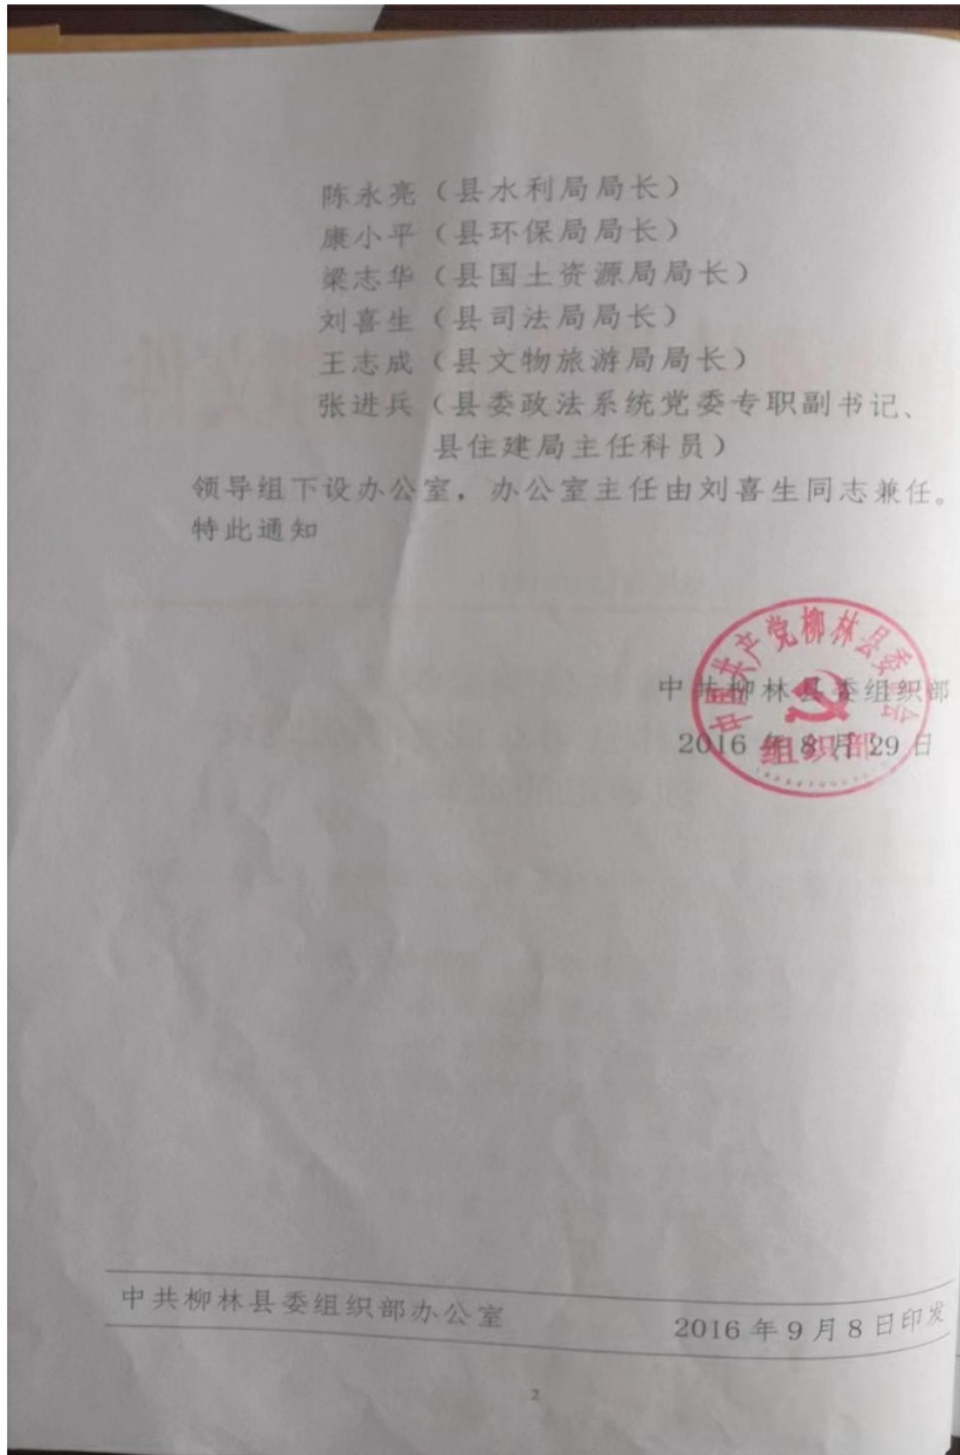 陈永亮（县水利局局长）
康小平（县环保局局长）
梁志华（县国土资源局局长）
刘喜生（县司法局局长）
王志成（县文物旅游局局长）
张进兵（县委政法系统党委专职副书记、
县住建局主任科员）
领导组下设办公室，办公室主任由刘喜生同志兼任。
特此通知
中国共产党柳林县委员会
组织部
中共柳林县委组织部
2016年8月29日
中共柳林县委组织部办公室
2016年9月8日印发
2